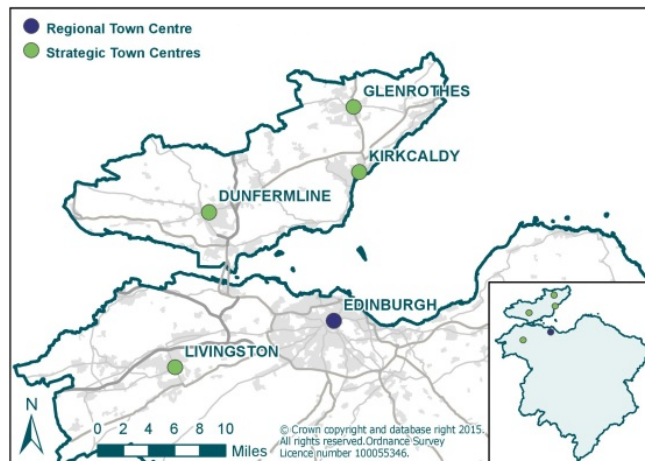 Regional Town Centre
Strategic Town Centres
GLENROTHES
KIRKCALDY
DUNFERMLINE
EDINBURGH
LIVINGSTON
N
0 2 4 6 8 10
Miles
© Crown copyright and database right 2015.
All rights reserved.Ordnance Survey
Licence number 100055346.